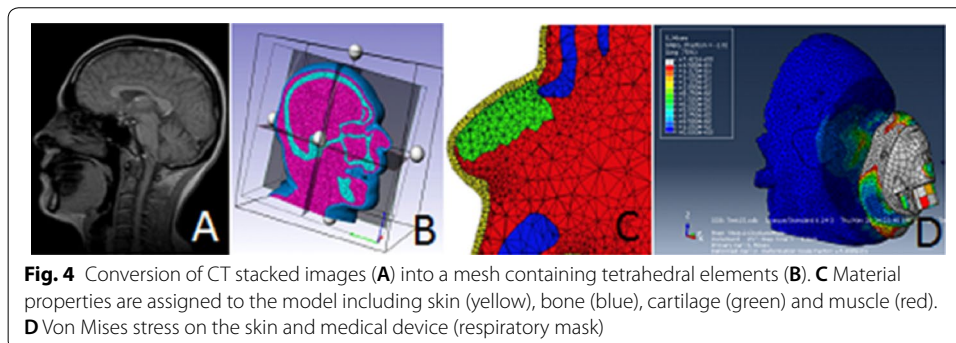 A
B
C
D
S, Mises
Fig. 4 Conversion of CT stacked images (A) into a mesh containing tetrahedral elements (B). C Material
properties are assigned to the model including skin (yellow), bone (blue), cartilage (green) and muscle (red).
D Von Mises stress on the skin and medical device (respiratory mask)